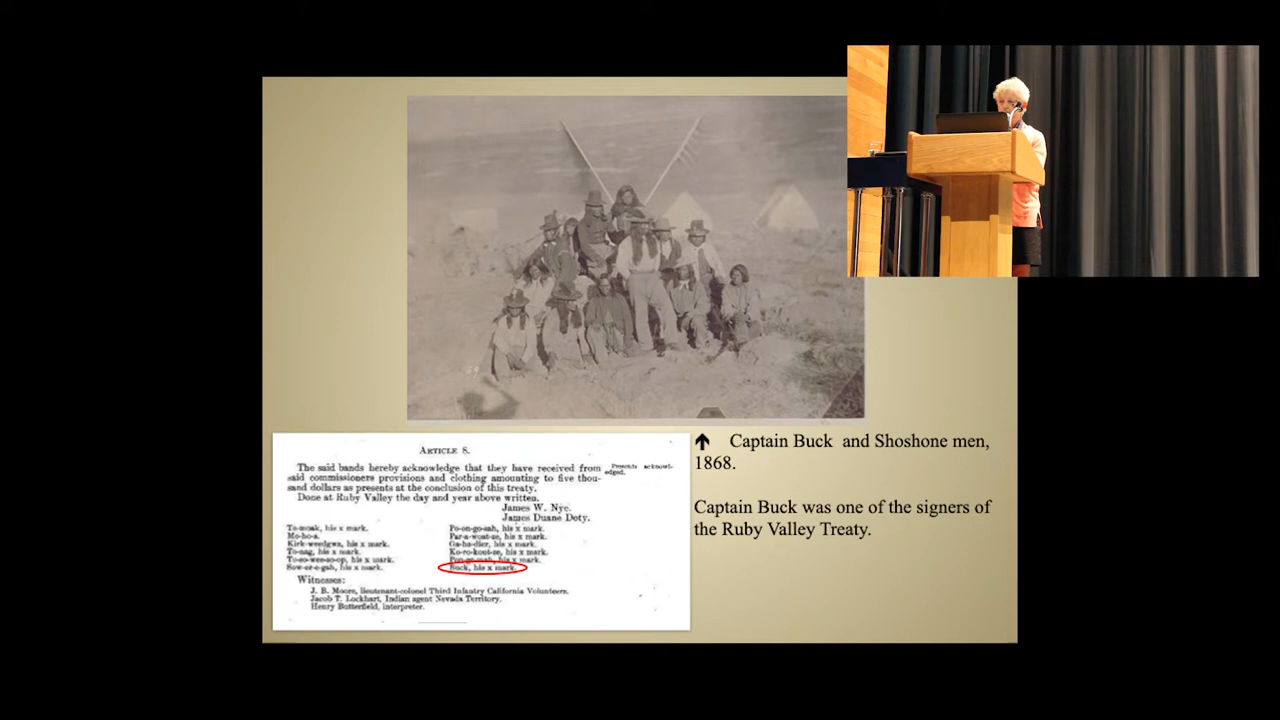 ARTICLE 8.
The said bands hereby acknowledge that they have received from
said commissioners provisions and clothing amounting to five thou-
sand dollars as presents at the conclusion of this treaty.
Presents acknowl-
edged.
Done at Ruby Valley the day and year above written.
James W. Nye.
James Duane Doty.
Te-moak, his x mark.
Mo-ho-a.
Kirk-weedgwa, his x mark.
To-nag, his x mark.
To-so-wee-so-op, his x mark.
Sow-er-e-gah, his x mark.
Po-on-go-sah, his x mark.
Par-a-woat-ze, his x mark.
Ga-ha-dier, his x mark.
Ko-ro-kout-ze, his x mark.
his x mark.
Buck, his x mark.
Witnesses:
J. B. Moore, lieutenant-colonel Third Infantry California Volunteers.
Jacob T. Lockhart, Indian agent Nevada Territory.
Henry Butterfield, interpreter.
Captain Buck and Shoshone men,
1868.
Captain Buck was one of the signers of
the Ruby Valley Treaty.